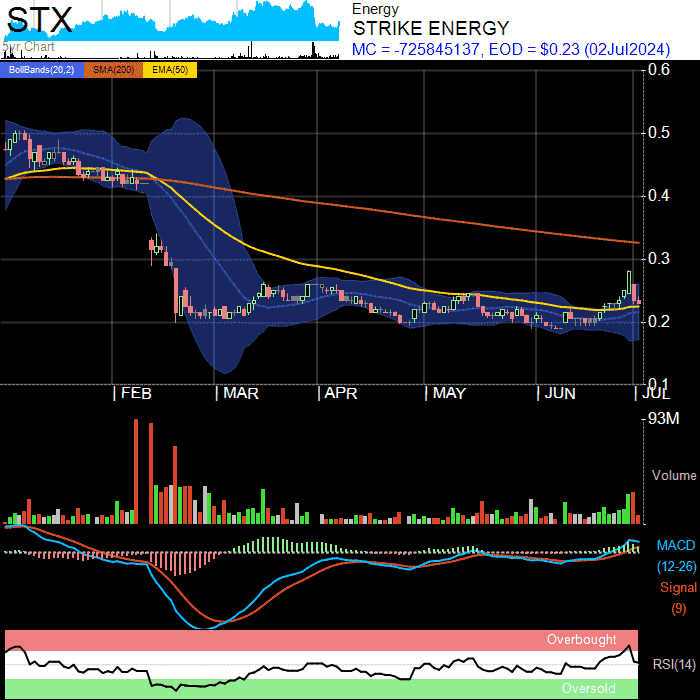 STX
5yr Chart
Energy
STRIKE ENERGY
MC = -725845137, EOD = $0.23 (02Jul2024)
BollBands(20,2) SMA(200) EMA(50)
0.6
0.5
0.4
0.3
0.2
0.1
FEB MAR APR MAY JUN JUL
93M
Volume
MACD
(12-26)
Signal
(9)
Overbought
RSI(14)
Oversold